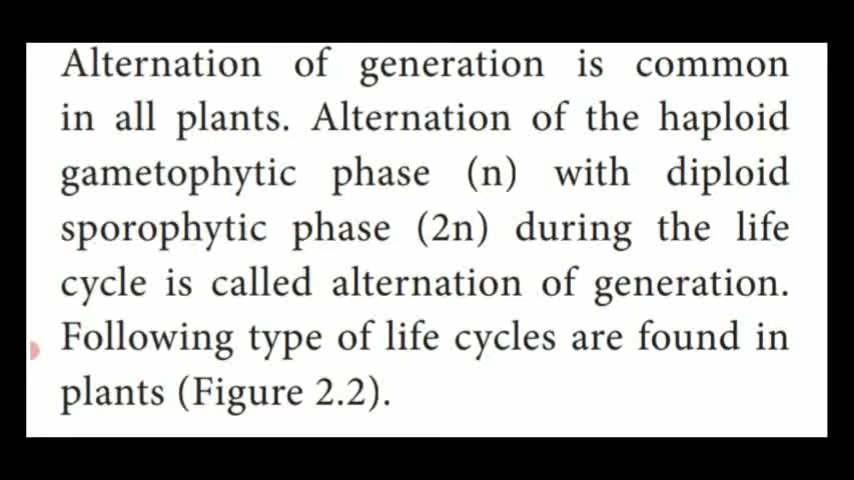 Alternation of generation is common
in all plants. Alternation of the haploid
gametophytic phase (n) with diploid
sporophytic phase (2n) during the life
cycle is called alternation of generation.
Following type of life cycles are found in
plants (Figure 2.2).